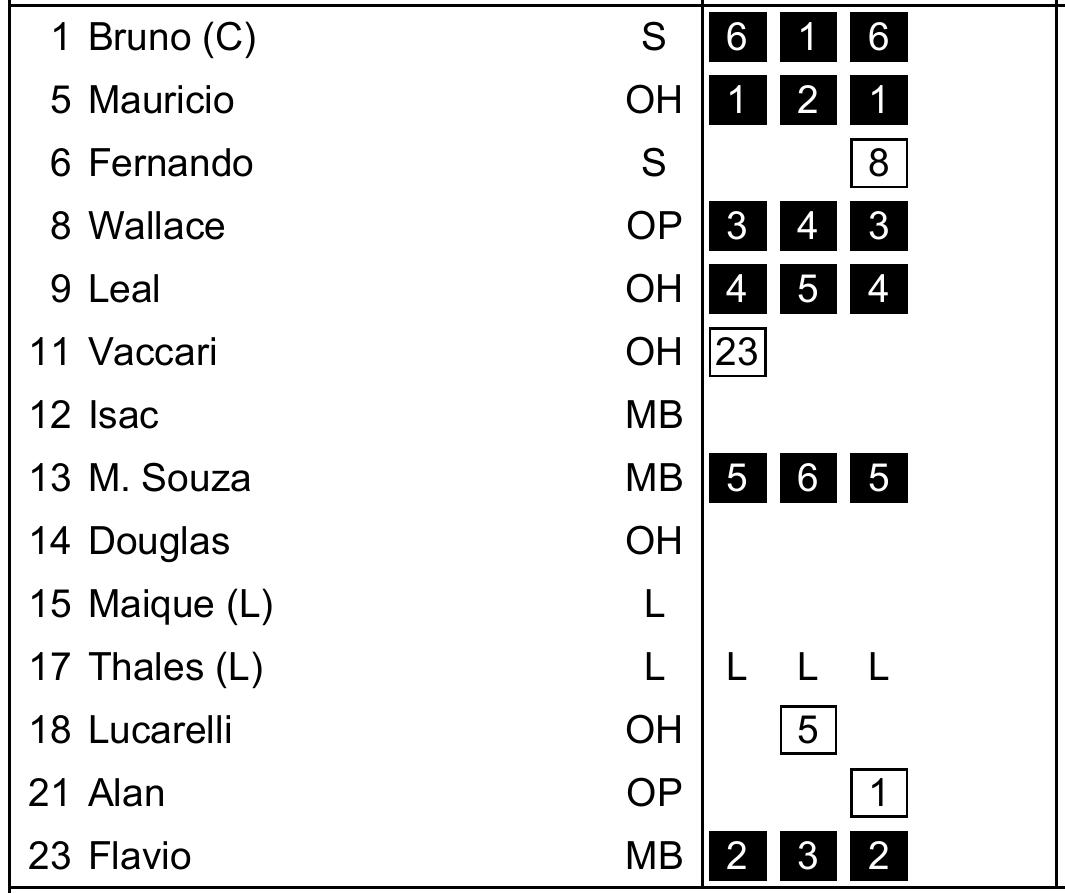 1 Bruno (C) S 6 1 6
5 Mauricio OH 1 2 1
6 Fernando S 8
8 Wallace OP 3 4 3
9 Leal OH 4 5 4
11 Vaccari OH 23
12 Isac MB
13 M. Souza MB 5 6 5
14 Douglas OH
15 Maique (L) L
17 Thales (L) L L L L
18 Lucarelli OH 5
21 Alan OP 1
23 Flavio MB 2 3 2